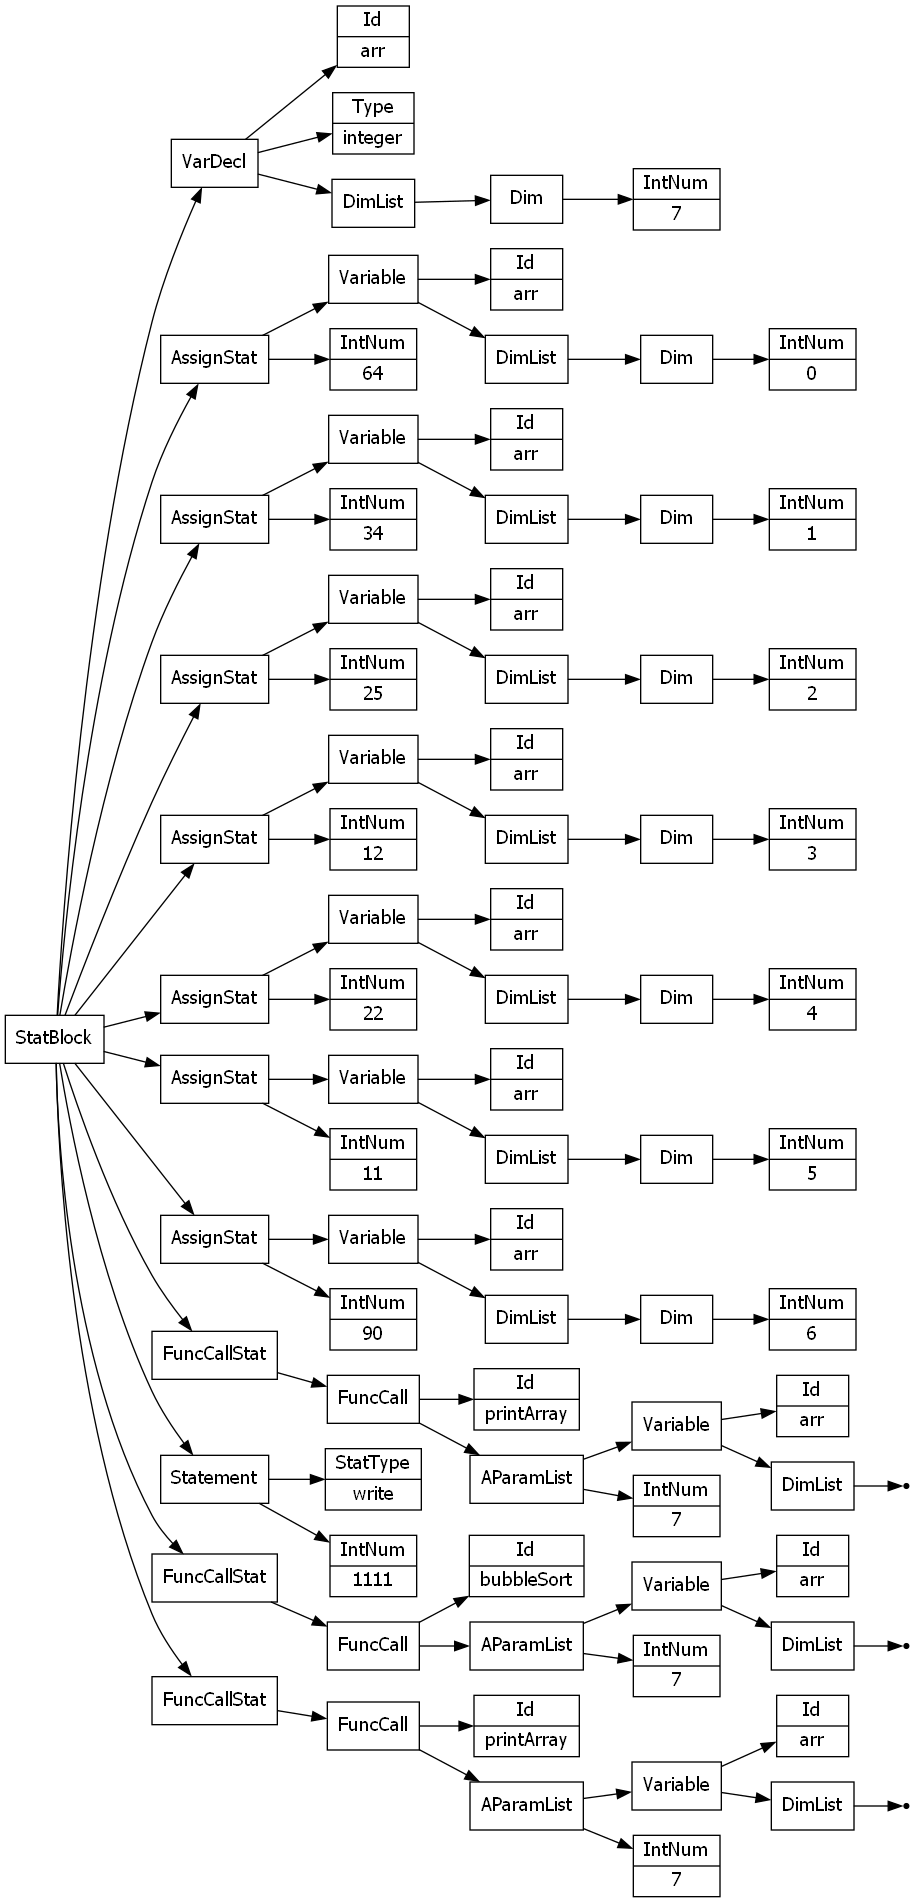 Id
arr
Type
integer
VarDecl
DimList
Dim
IntNum
7
Variable
Id
arr
AssignStat
IntNum
64
DimList
Dim
IntNum
0
Variable
Id
arr
AssignStat
IntNum
34
DimList
Dim
IntNum
1
Variable
Id
arr
AssignStat
IntNum
25
DimList
Dim
IntNum
2
Variable
Id
arr
AssignStat
IntNum
12
DimList
Dim
IntNum
3
Variable
Id
arr
AssignStat
IntNum
22
DimList
Dim
IntNum
4
StatBlock
AssignStat
Variable
Id
arr
IntNum
11
DimList
Dim
IntNum
5
AssignStat
Variable
Id
arr
IntNum
90
DimList
Dim
IntNum
6
FuncCallStat
FuncCall
Id
printArray
AParamList
Variable
Id
arr
DimList
IntNum
7
Statement
StatType
write
IntNum
1111
FuncCallStat
FuncCall
Id
bubbleSort
AParamList
Variable
Id
arr
DimList
IntNum
7
FuncCallStat
FuncCall
Id
printArray
AParamList
Variable
Id
arr
DimList
IntNum
7